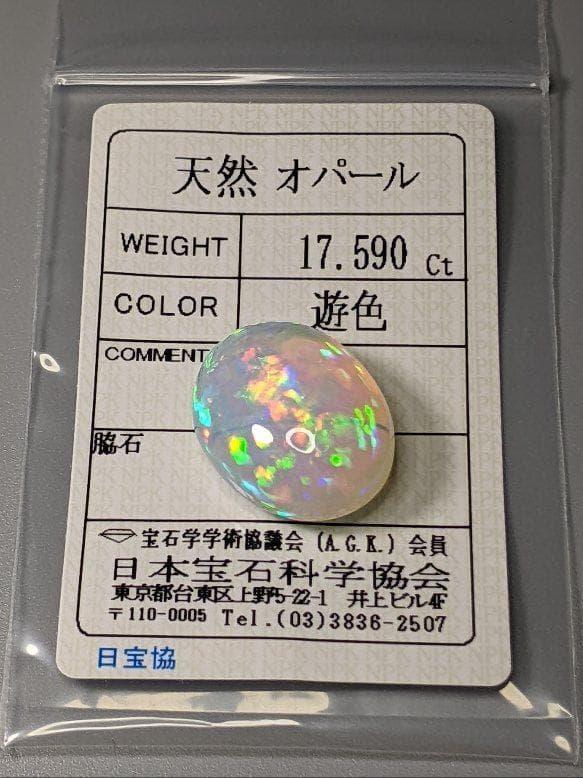 天然 オパール
WEIGHT 17.590 Ct
COLOR 遊色
COMMENT
脇石
宝石学学術協議会 (A.G.K.) 会員
日本宝石科学協会
東京都台東区上野5-22-1 井上ビル4F
〒110-0005 Tel.(03)3836-2507
日宝協